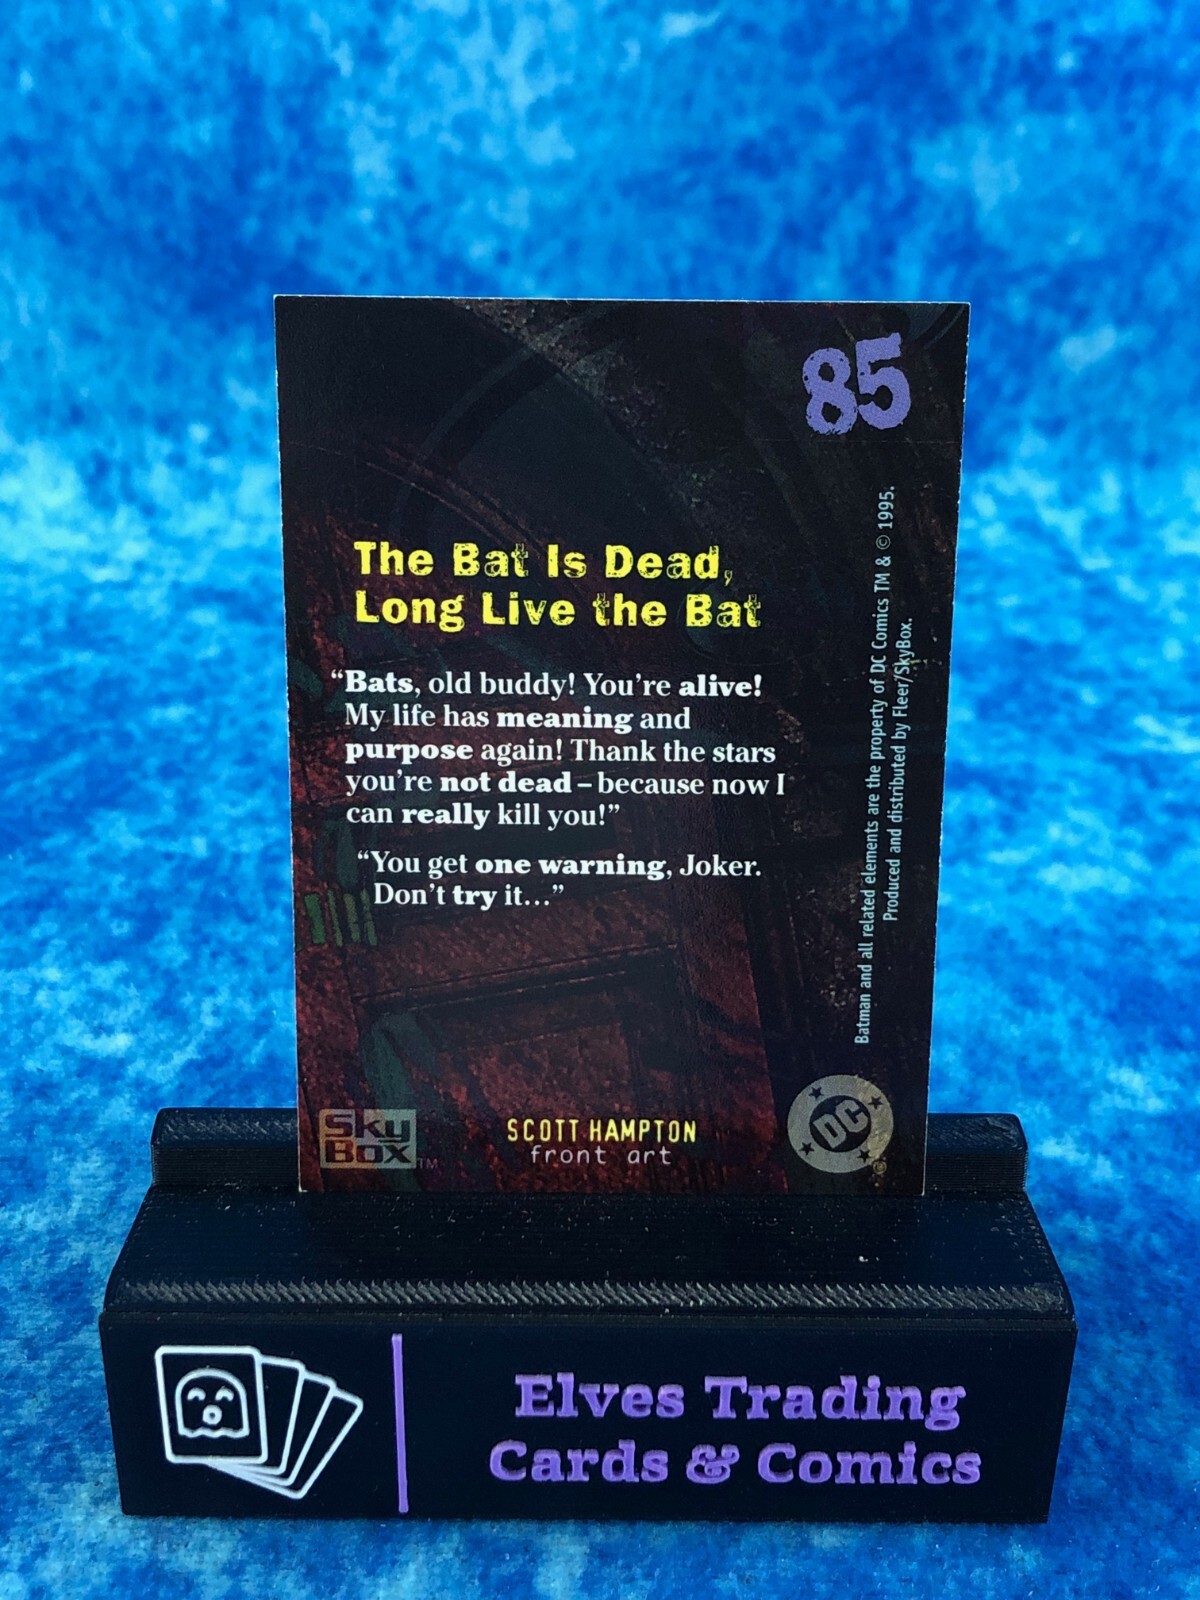 85
The Bat Is Dead,
Long Live the Bat
“Bats, old buddy! You’re alive!
My life has meaning and
purpose again! Thank the stars
you’re not dead – because now I
can really kill you!”
“You get one warning, Joker.
Don’t try it...”
Batman and all related elements are the property of DC Comics TM & © 1995.
Produced and distributed by Fleer/SkyBox.
SkyBox™
SCOTT HAMPTON
front art
DC®
Elves Trading
Cards & Comics